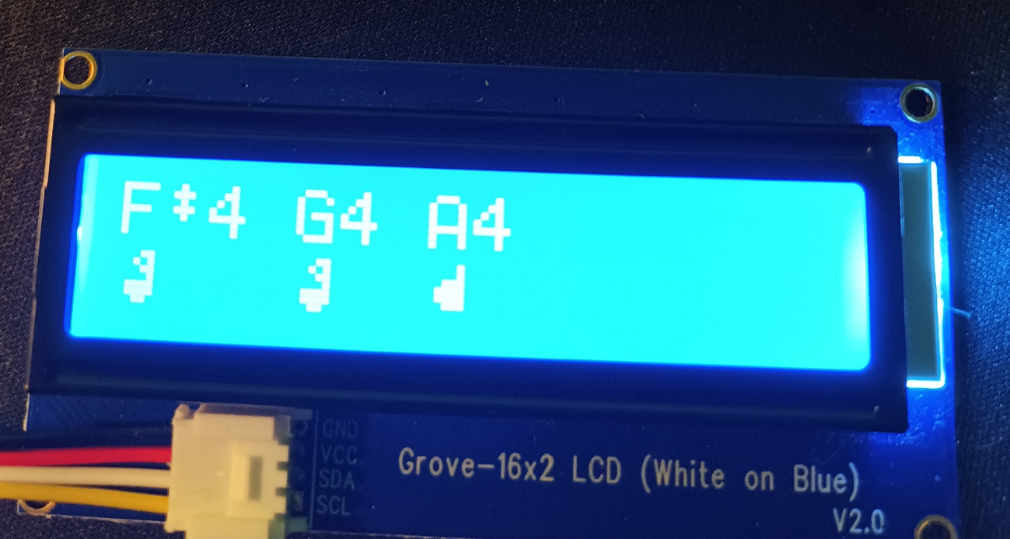 F‡4 G4 A4
GND
VCC
SDA
SCL
Grove-16x2 LCD (White on Blue)
V2.0